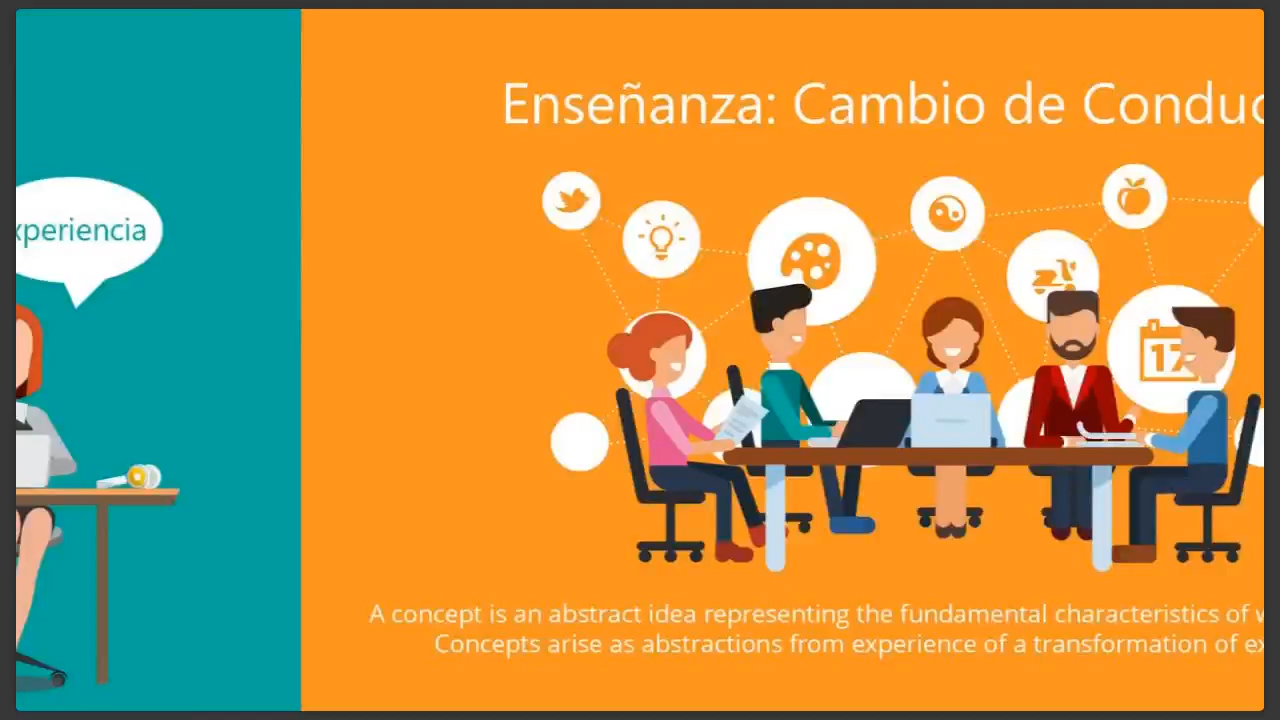 Enseñanza: Cambio de Conduc
xperiencia
17
A concept is an abstract idea representing the fundamental characteristics of
Concepts arise as abstractions from experience of a transformation of ex